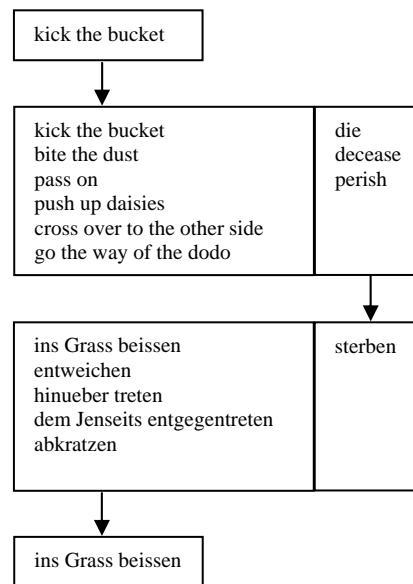 kick the bucket
kick the bucket
bite the dust
pass on
push up daisies
cross over to the other side
go the way of the dodo
die
decease
perish
ins Grass beissen
entweichen
hinueber treten
dem Jenseits entgegentreten
abkratzen
sterben
ins Grass beissen